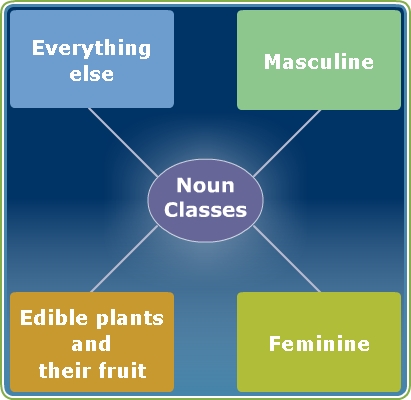 Everything
else
Masculine
Noun
Classes
Edible plants
and
their fruit
Feminine